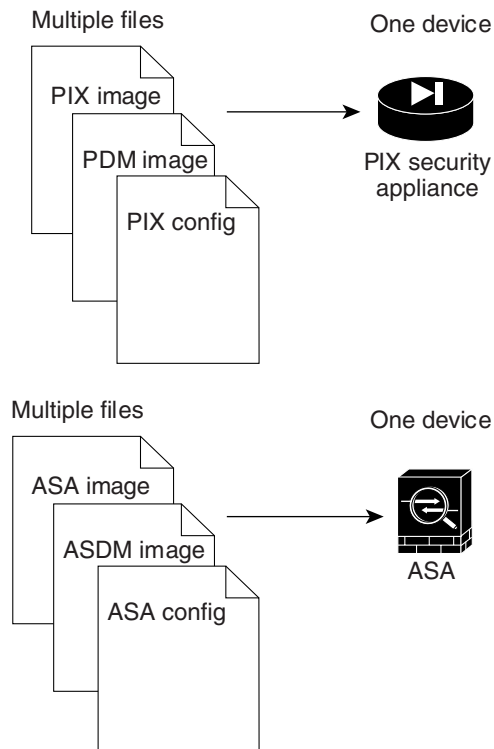 Multiple files
One device
PIX image
PDM image
PIX config
PIX security
appliance
Multiple files
One device
ASA image
ASDM image
ASA config
ASA